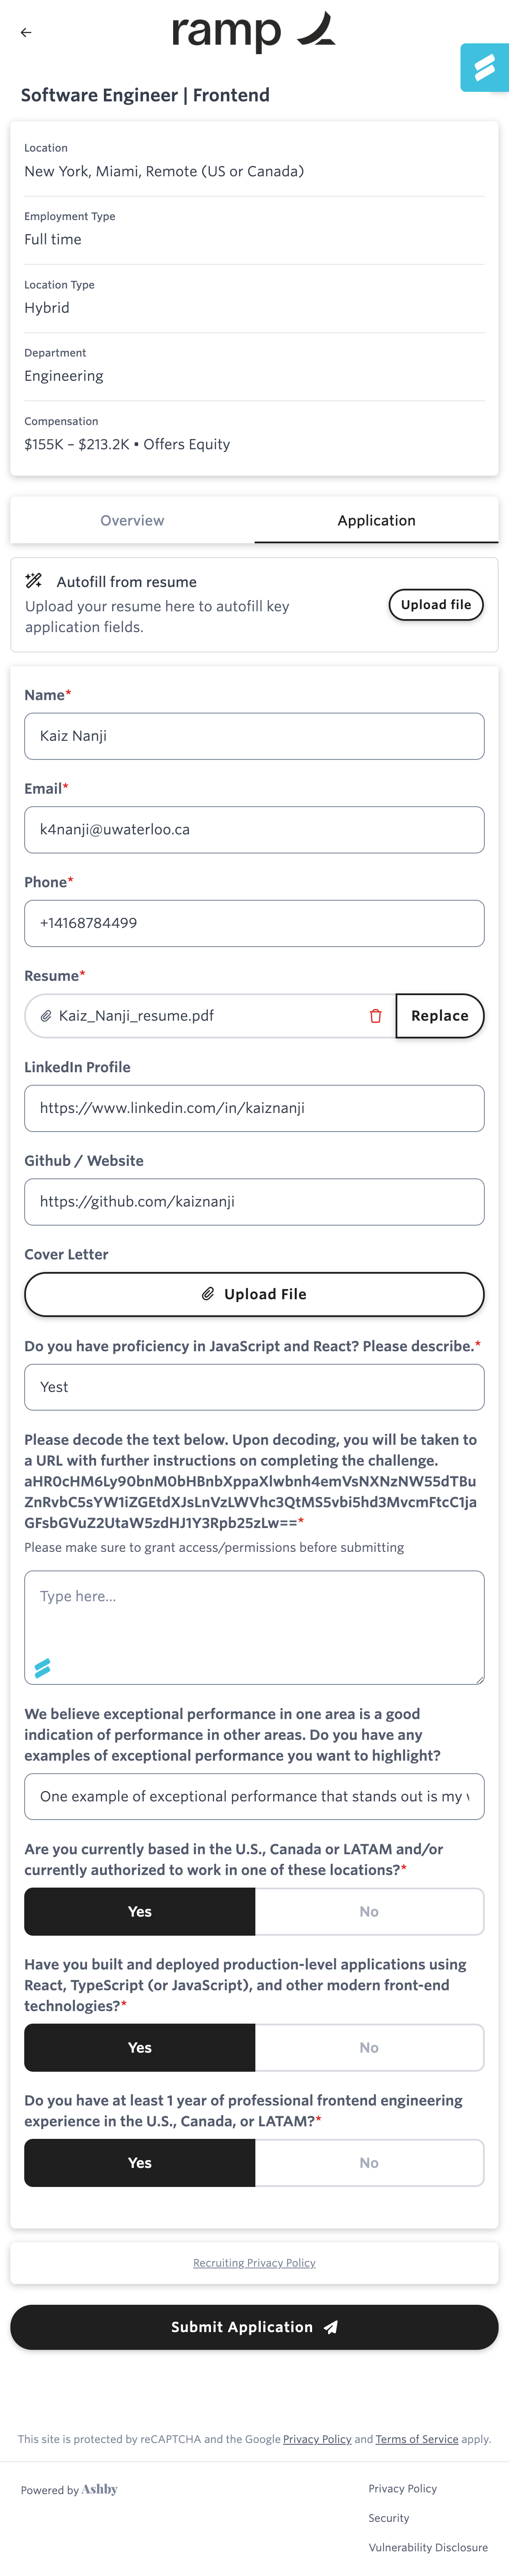 ramp
Software Engineer | Frontend
Location
New York, Miami, Remote (US or Canada)
Employment Type
Full time
Location Type
Hybrid
Department
Engineering
Compensation
$155K – $213.2K • Offers Equity
Overview
Application
Autofill from resume
Upload your resume here to autofill key
application fields.
Upload file
Name*
Kaiz Nanji
Email*
k4nanji@uwaterloo.ca
Phone*
+14168784499
Resume*
Kaiz_Nanji_resume.pdf
Replace
LinkedIn Profile
https://www.linkedin.com/in/kaiznanji
Github / Website
https://github.com/kaiznanji
Cover Letter
Upload File
Do you have proficiency in JavaScript and React? Please describe.*
Yest
Please decode the text below. Upon decoding, you will be taken to
a URL with further instructions on completing the challenge.
aHR0cHM6Ly90bnM0bHBnbXppaXlwbnh4emVsNXNzNW55dTBu
ZnRvbC5sYW1iZGEtdXJsLnVzLWVhc3QtMS5vbi5hd3MvcmFtcC1ja
GFsbGVuZ2UtaW5zdHJ1Y3Rpb25zLw==*
Please make sure to grant access/permissions before submitting
Type here...
We believe exceptional performance in one area is a good
indication of performance in other areas. Do you have any
examples of exceptional performance you want to highlight?
One example of exceptional performance that stands out is my
Are you currently based in the U.S., Canada or LATAM and/or
currently authorized to work in one of these locations?*
Yes
No
Have you built and deployed production-level applications using
React, TypeScript (or JavaScript), and other modern front-end
technologies?*
Yes
No
Do you have at least 1 year of professional frontend engineering
experience in the U.S., Canada, or LATAM?*
Yes
No
Recruiting Privacy Policy
Submit Application
This site is protected by reCAPTCHA and the Google Privacy Policy and Terms of Service apply.
Powered by Ashby
Privacy Policy
Security
Vulnerability Disclosure